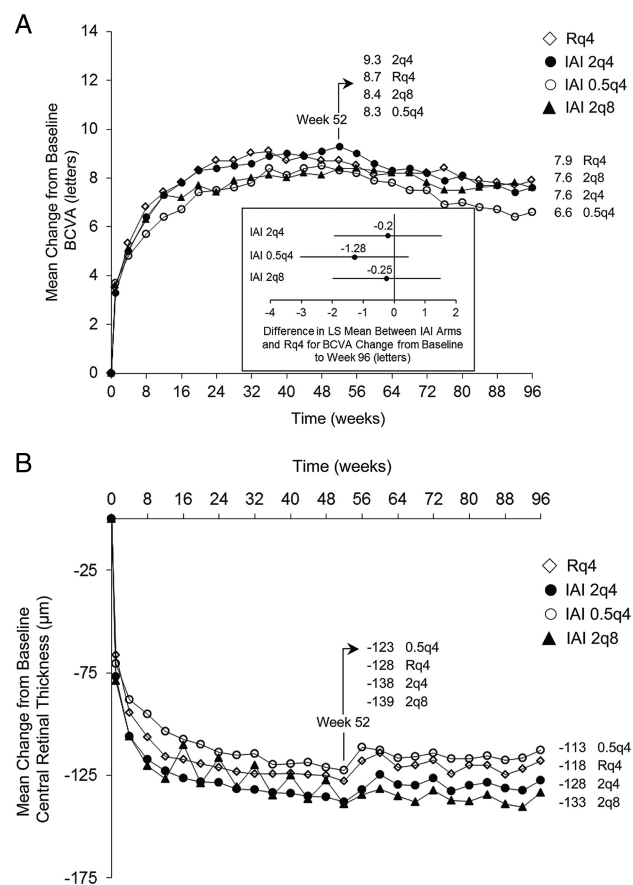 A
14
12
10
8
6
4
2
0
Mean Change from Baseline
BCVA (letters)
9.3 2q4
8.7 Rq4
8.4 2q8
8.3 0.5q4
Week 52
Rq4
IAI 2q4
IAI 0.5q4
IAI 2q8
7.9 Rq4
7.6 2q8
7.6 2q4
6.6 0.5q4
IAI 2q4
-0.2
IAI 0.5q4
-1.28
IAI 2q8
-0.25
-4 -3 -2 -1 0 1 2
Difference in LS Mean Between IAI Arms
and Rq4 for BCVA Change from Baseline
to Week 96 (letters)
0 8 16 24 32 40 48 56 64 72 80 88 96
Time (weeks)
B
Time (weeks)
0 8 16 24 32 40 48 56 64 72 80 88 96
-25
-75
-125
-175
Mean Change from Baseline
Central Retinal Thickness (μm)
Rq4
IAI 2q4
IAI 0.5q4
IAI 2q8
-123 0.5q4
-128 Rq4
-138 2q4
-139 2q8
Week 52
-113 0.5q4
-118 Rq4
-128 2q4
-133 2q8